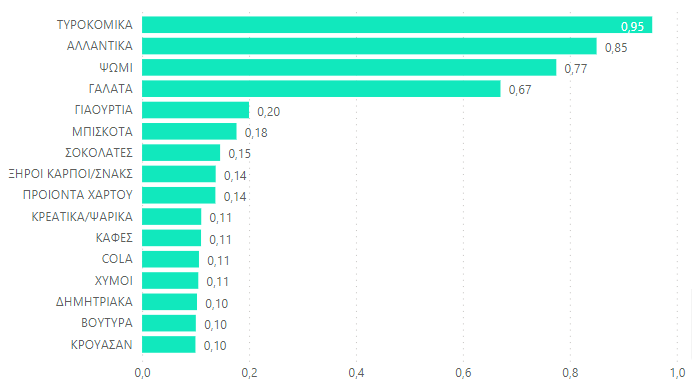 ΤΥΡΟΚΟΜΙΚΑ 0,95
ΑΛΛΑΝΤΙΚΑ 0,85
ΨΩΜΙ 0,77
ΓΑΛΑΤΑ 0,67
ΓΙΑΟΥΡΤΙΑ 0,20
ΜΠΙΣΚΟΤΑ 0,18
ΣΟΚΟΛΑΤΕΣ 0,15
ΞΗΡΟΙ ΚΑΡΠΟΙ/ΣΝΑΚΣ 0,14
ΠΡΟΙΟΝΤΑ ΧΑΡΤΟΥ 0,14
ΚΡΕΑΤΙΚΑ/ΨΑΡΙΚΑ 0,11
ΚΑΦΕΣ 0,11
COLA 0,11
ΧΥΜΟΙ 0,11
ΔΗΜΗΤΡΙΑΚΑ 0,10
ΒΟΥΤΥΡΑ 0,10
ΚΡΟΥΑΣΑΝ 0,10
0,0 0,2 0,4 0,6 0,8 1,0